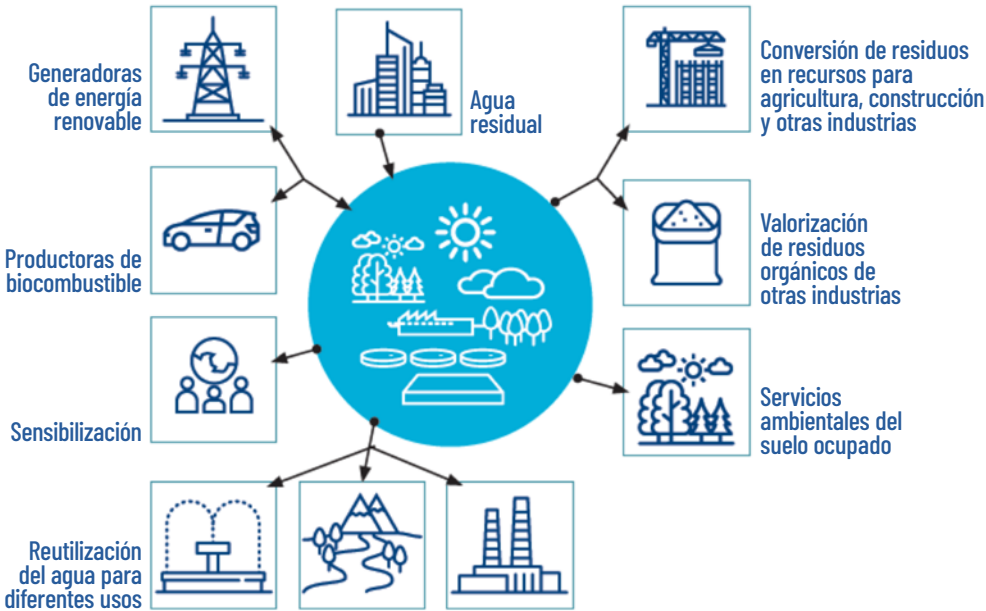 Generadoras
de energía
renovable
Agua
residual
Conversión de residuos
en recursos para
agricultura, construcción
y otras industrias
Productoras de
biocombustible
Valorización
de residuos
orgánicos de
otras industrias
Sensibilización
Servicios
ambientales del
suelo ocupado
Reutilización
del agua para
diferentes usos